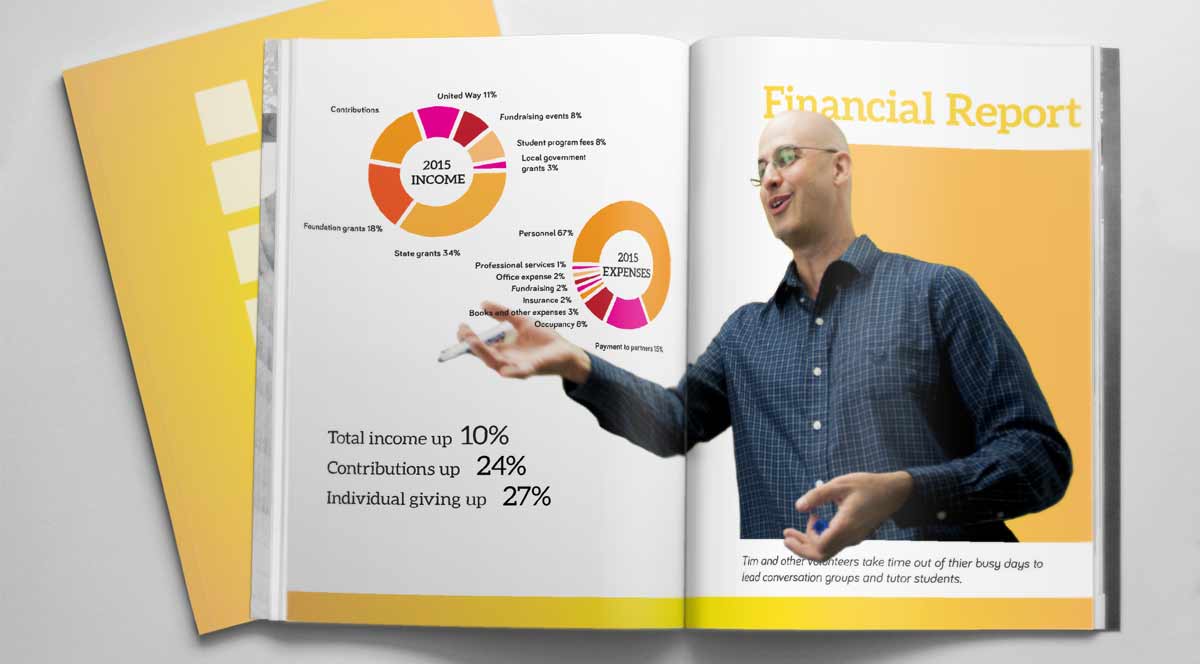 United Way 11%
Contributions
Fundraising events 8%
Student program fees 8%
Local government
grants 3%
2015
INCOME
Foundation grants 18%
State grants 34%
Personnel 67%
2015
EXPENSES
Professional services 1%
Office expense 2%
Fundraising 2%
Insurance 2%
Books and other expenses 3%
Occupancy 8%
Payment to partners 15%
Total income up 10%
Contributions up 24%
Individual giving up 27%
Financial Report
Tim and other volunteers take time out of thier busy days to
lead conversation groups and tutor students.